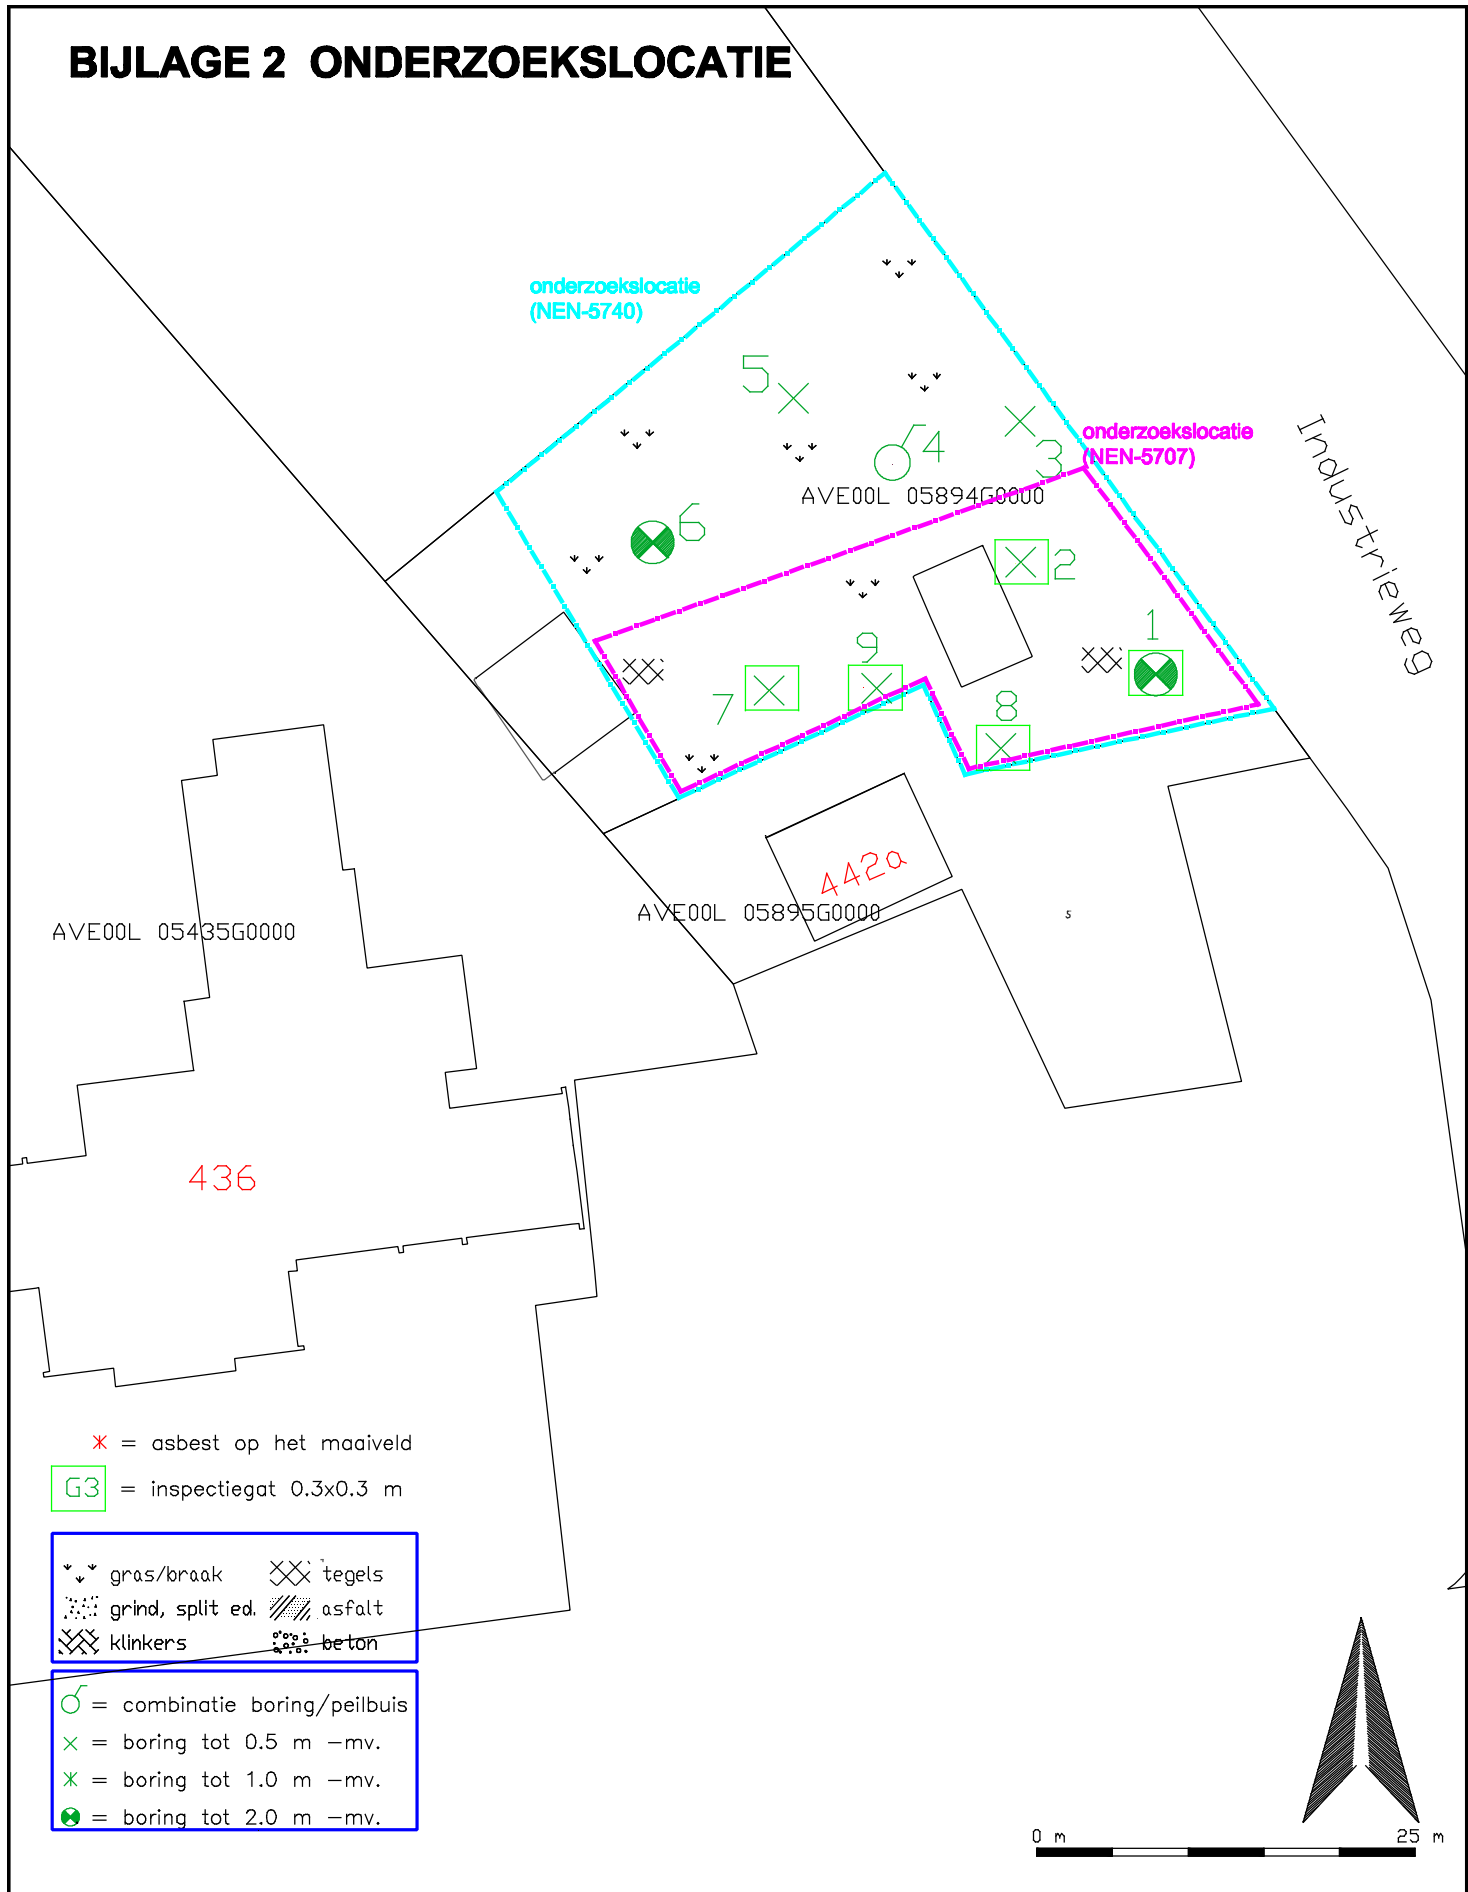 BIJLAGE 2 ONDERZOEKSLOCATIE
onderzoekslocatie
(NEN-5740)
5
4
3
onderzoekslocatie
(NEN-5707)
Industrieweg
AVE00L 05894G0000
6
2
1
9
7
8
442a
AVE00L 05895G0000
5
AVE00L 05435G0000
436
= asbest op het maaiveld
G3 = inspectiegat 0.3x0.3 m
gras/braak
tegels
grind, split ed.
asfalt
klinkers
beton
= combinatie boring/peilbuis
= boring tot 0.5 m -mv.
= boring tot 1.0 m -mv.
= boring tot 2.0 m -mv.
0 m
25 m